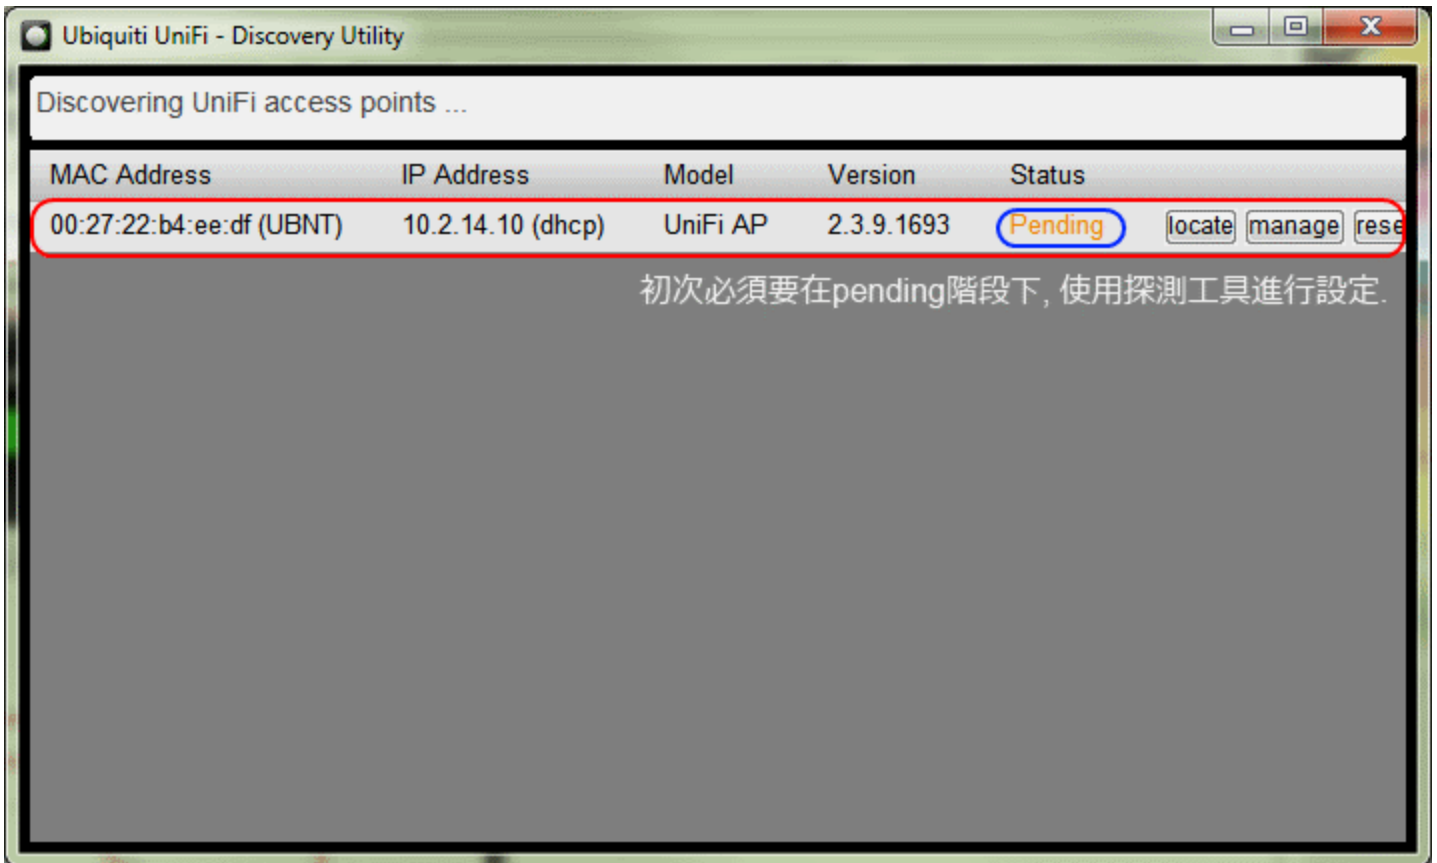 Ubiquiti UniFi - Discovery Utility
Discovering UniFi access points ...
MAC Address IP Address Model Version Status
00:27:22:b4:ee:df (UBNT) 10.2.14.10 (dhcp) UniFi AP 2.3.9.1693 Pending locate manage rese
初次必須要在pending階段下, 使用探測工具進行設定.